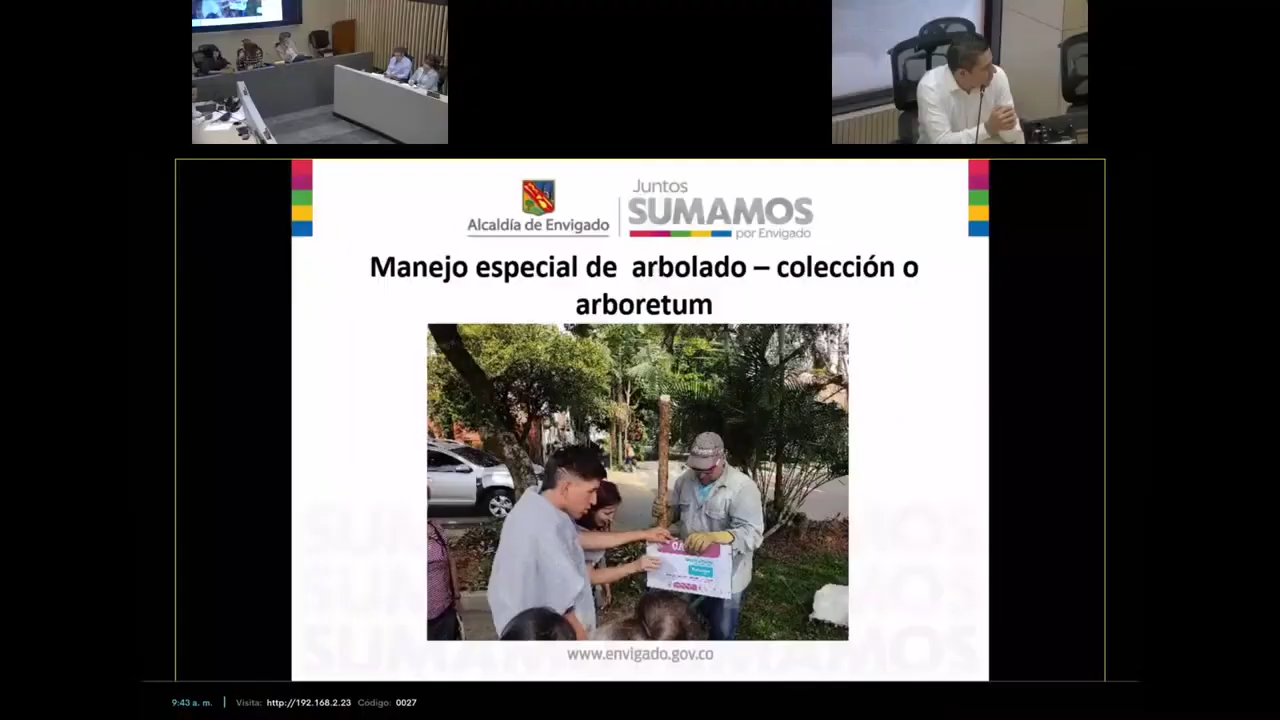 Alcaldía de Envigado
Juntos
SUMAMOS
por Envigado
Manejo especial de arbolado – colección o
arboretum
www.envigado.gov.co
9:43 a. m. | Visita: http://192.168.2.23 Código: 0027